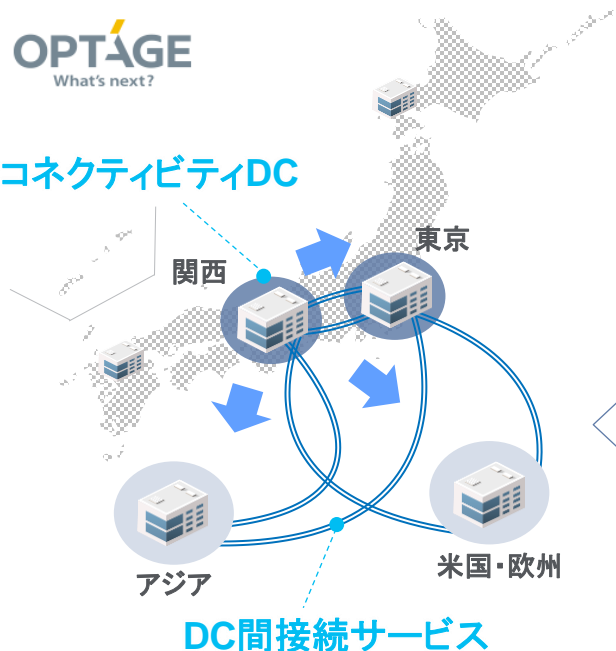 OPTAGE
What's next?
コネクティビティDC
東京
関西
アジア
米国・欧州
DC間接続サービス